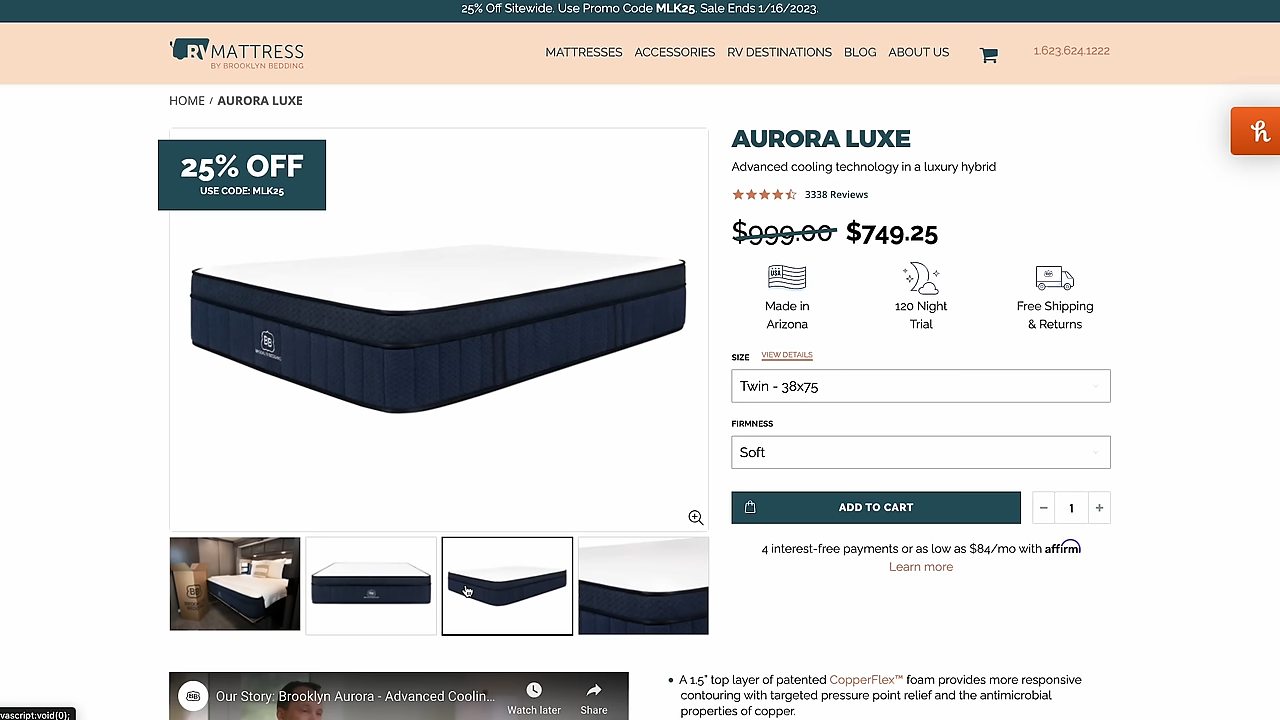 25% Off Sitewide. Use Promo Code MLK25. Sale Ends 1/16/2023.
RVMATTRESS
BY BROOKLYN BEDDING
MATTRESSES ACCESSORIES RV DESTINATIONS BLOG ABOUT US
1.623.624.1222
HOME / AURORA LUXE
25% OFF
USE CODE: MLK25
AURORA LUXE
Advanced cooling technology in a luxury hybrid
3338 Reviews
$999.00 $749.25
Made in
Arizona
120 Night
Trial
Free Shipping
& Returns
SIZE VIEW DETAILS
Twin - 38x75
FIRMNESS
Soft
ADD TO CART
− 1 +
4 interest-free payments or as low as $84/mo with affirm
Learn more
Our Story: Brooklyn Aurora - Advanced Coolin...
Watch later
Share
• A 1.5" top layer of patented CopperFlex™ foam provides more responsive
contouring with targeted pressure point relief and the antimicrobial
properties of copper.
vascript:void(0);